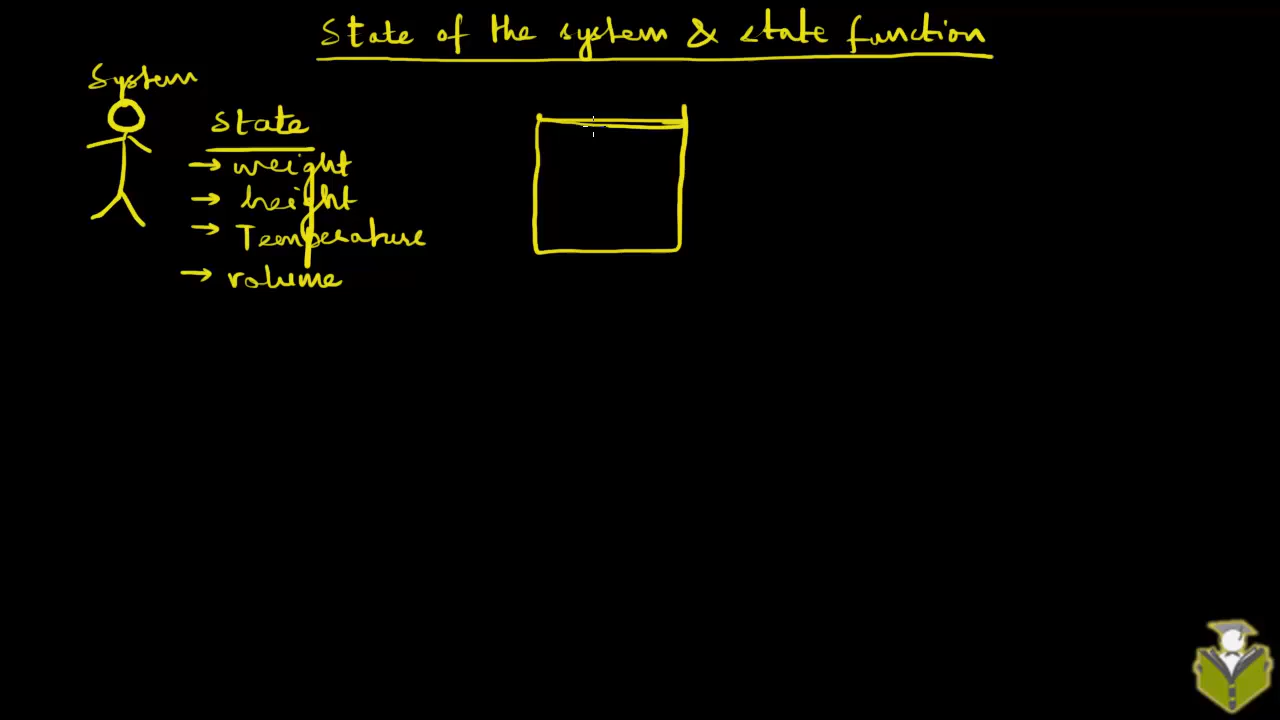 State of the system & state function
System
State
→ weight
→ height
→ Temperature
→ volume